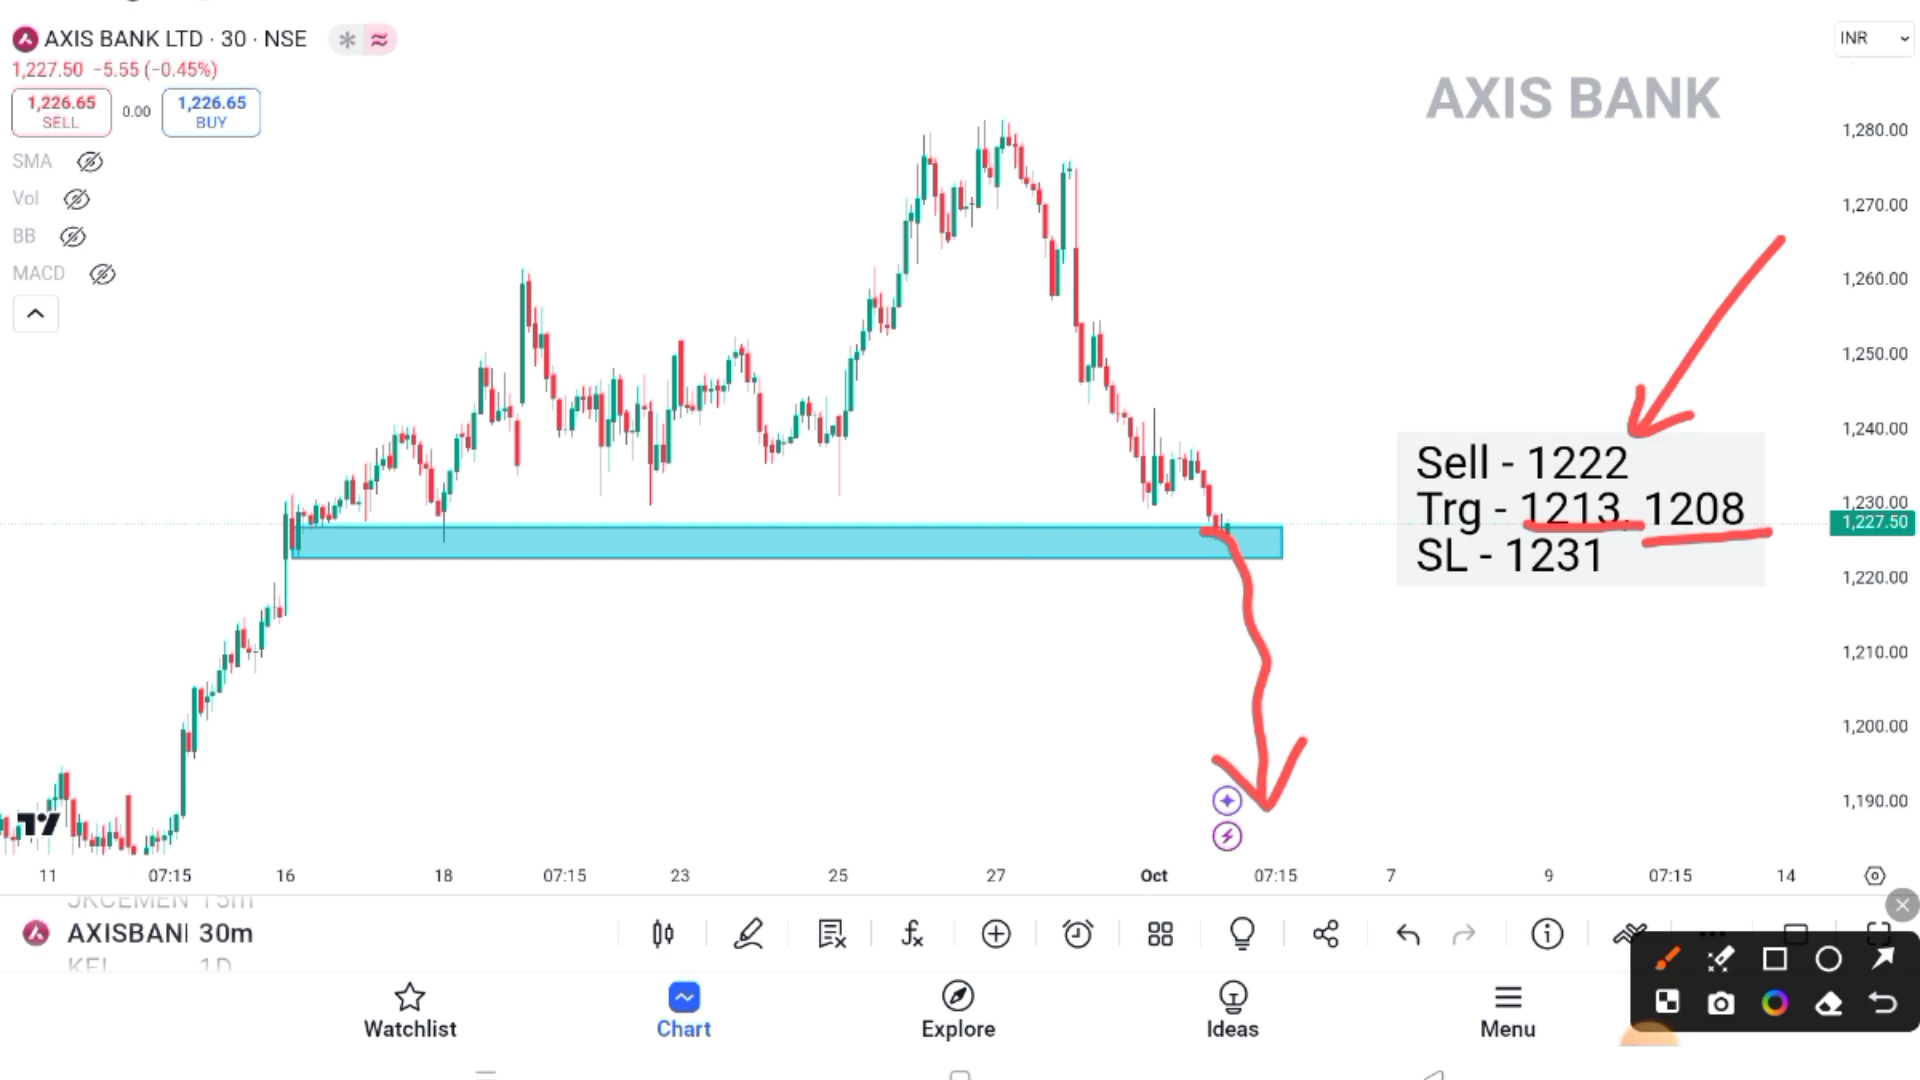 AXIS BANK LTD · 30 · NSE
INR
1,227.50 −5.55 (−0.45%)
1,226.65
SELL
0.00
1,226.65
BUY
SMA
Vol
BB
MACD
AXIS BANK
1,280.00
1,270.00
1,260.00
1,250.00
1,240.00
1,230.00
1,227.50
1,220.00
1,210.00
1,200.00
1,190.00
Sell - 1222
Trg - 1213, 1208
SL - 1231
11 07:15 16 18 07:15 23 25 27 Oct 07:15 7 9 07:15 14
JKCEMEN 15m
AXISBANI 30m
KEI 1D
Watchlist
Chart
Explore
Ideas
Menu